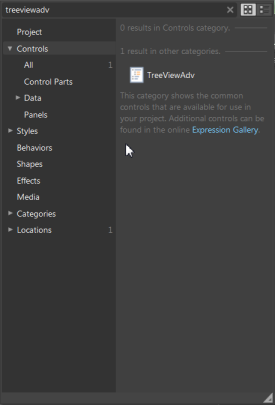 treeviewadv
Project
Controls
All 1
Control Parts
Data
Panels
Styles
Behaviors
Shapes
Effects
Media
Categories
Locations 1
0 results in Controls category.
1 result in other categories.
TreeViewAdv
This category shows the common
controls that are available for use in
your project. Additional controls can be
found in the online Expression Gallery.